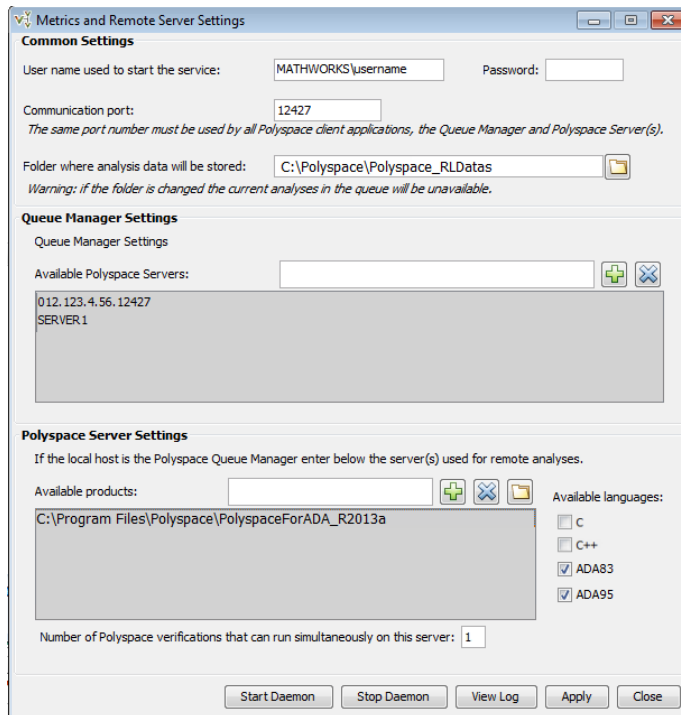 Metrics and Remote Server Settings
Common Settings
User name used to start the service: MATHWORKS\username Password:
Communication port: 12427
The same port number must be used by all Polyspace client applications, the Queue Manager and Polyspace Server(s).
Folder where analysis data will be stored: C:\Polyspace\Polyspace_RLDatas
Warning: if the folder is changed the current analyses in the queue will be unavailable.
Queue Manager Settings
Queue Manager Settings
Available Polyspace Servers:
012.123.4.56.12427
SERVER1
Polyspace Server Settings
If the local host is the Polyspace Queue Manager enter below the server(s) used for remote analyses.
Available products:
Available languages:
C:\Program Files\Polyspace\PolyspaceForADA_R2013a
C
C++
ADA83
ADA95
Number of Polyspace verifications that can run simultaneously on this server: 1
Start Daemon Stop Daemon View Log Apply Close